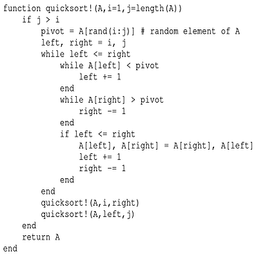 function quicksort!(A,i=1,j=length(A))
    if j > i
        pivot = A[rand(i:j)] # random element of A
        left, right = i, j
        while left <= right
            while A[left] < pivot
                left += 1
            end
            while A[right] > pivot
                right -= 1
            end
            if left <= right
                A[left], A[right] = A[right], A[left]
                left += 1
                right -= 1
            end
        end
        quicksort!(A,i,right)
        quicksort!(A,left,j)
    end
    return A
end